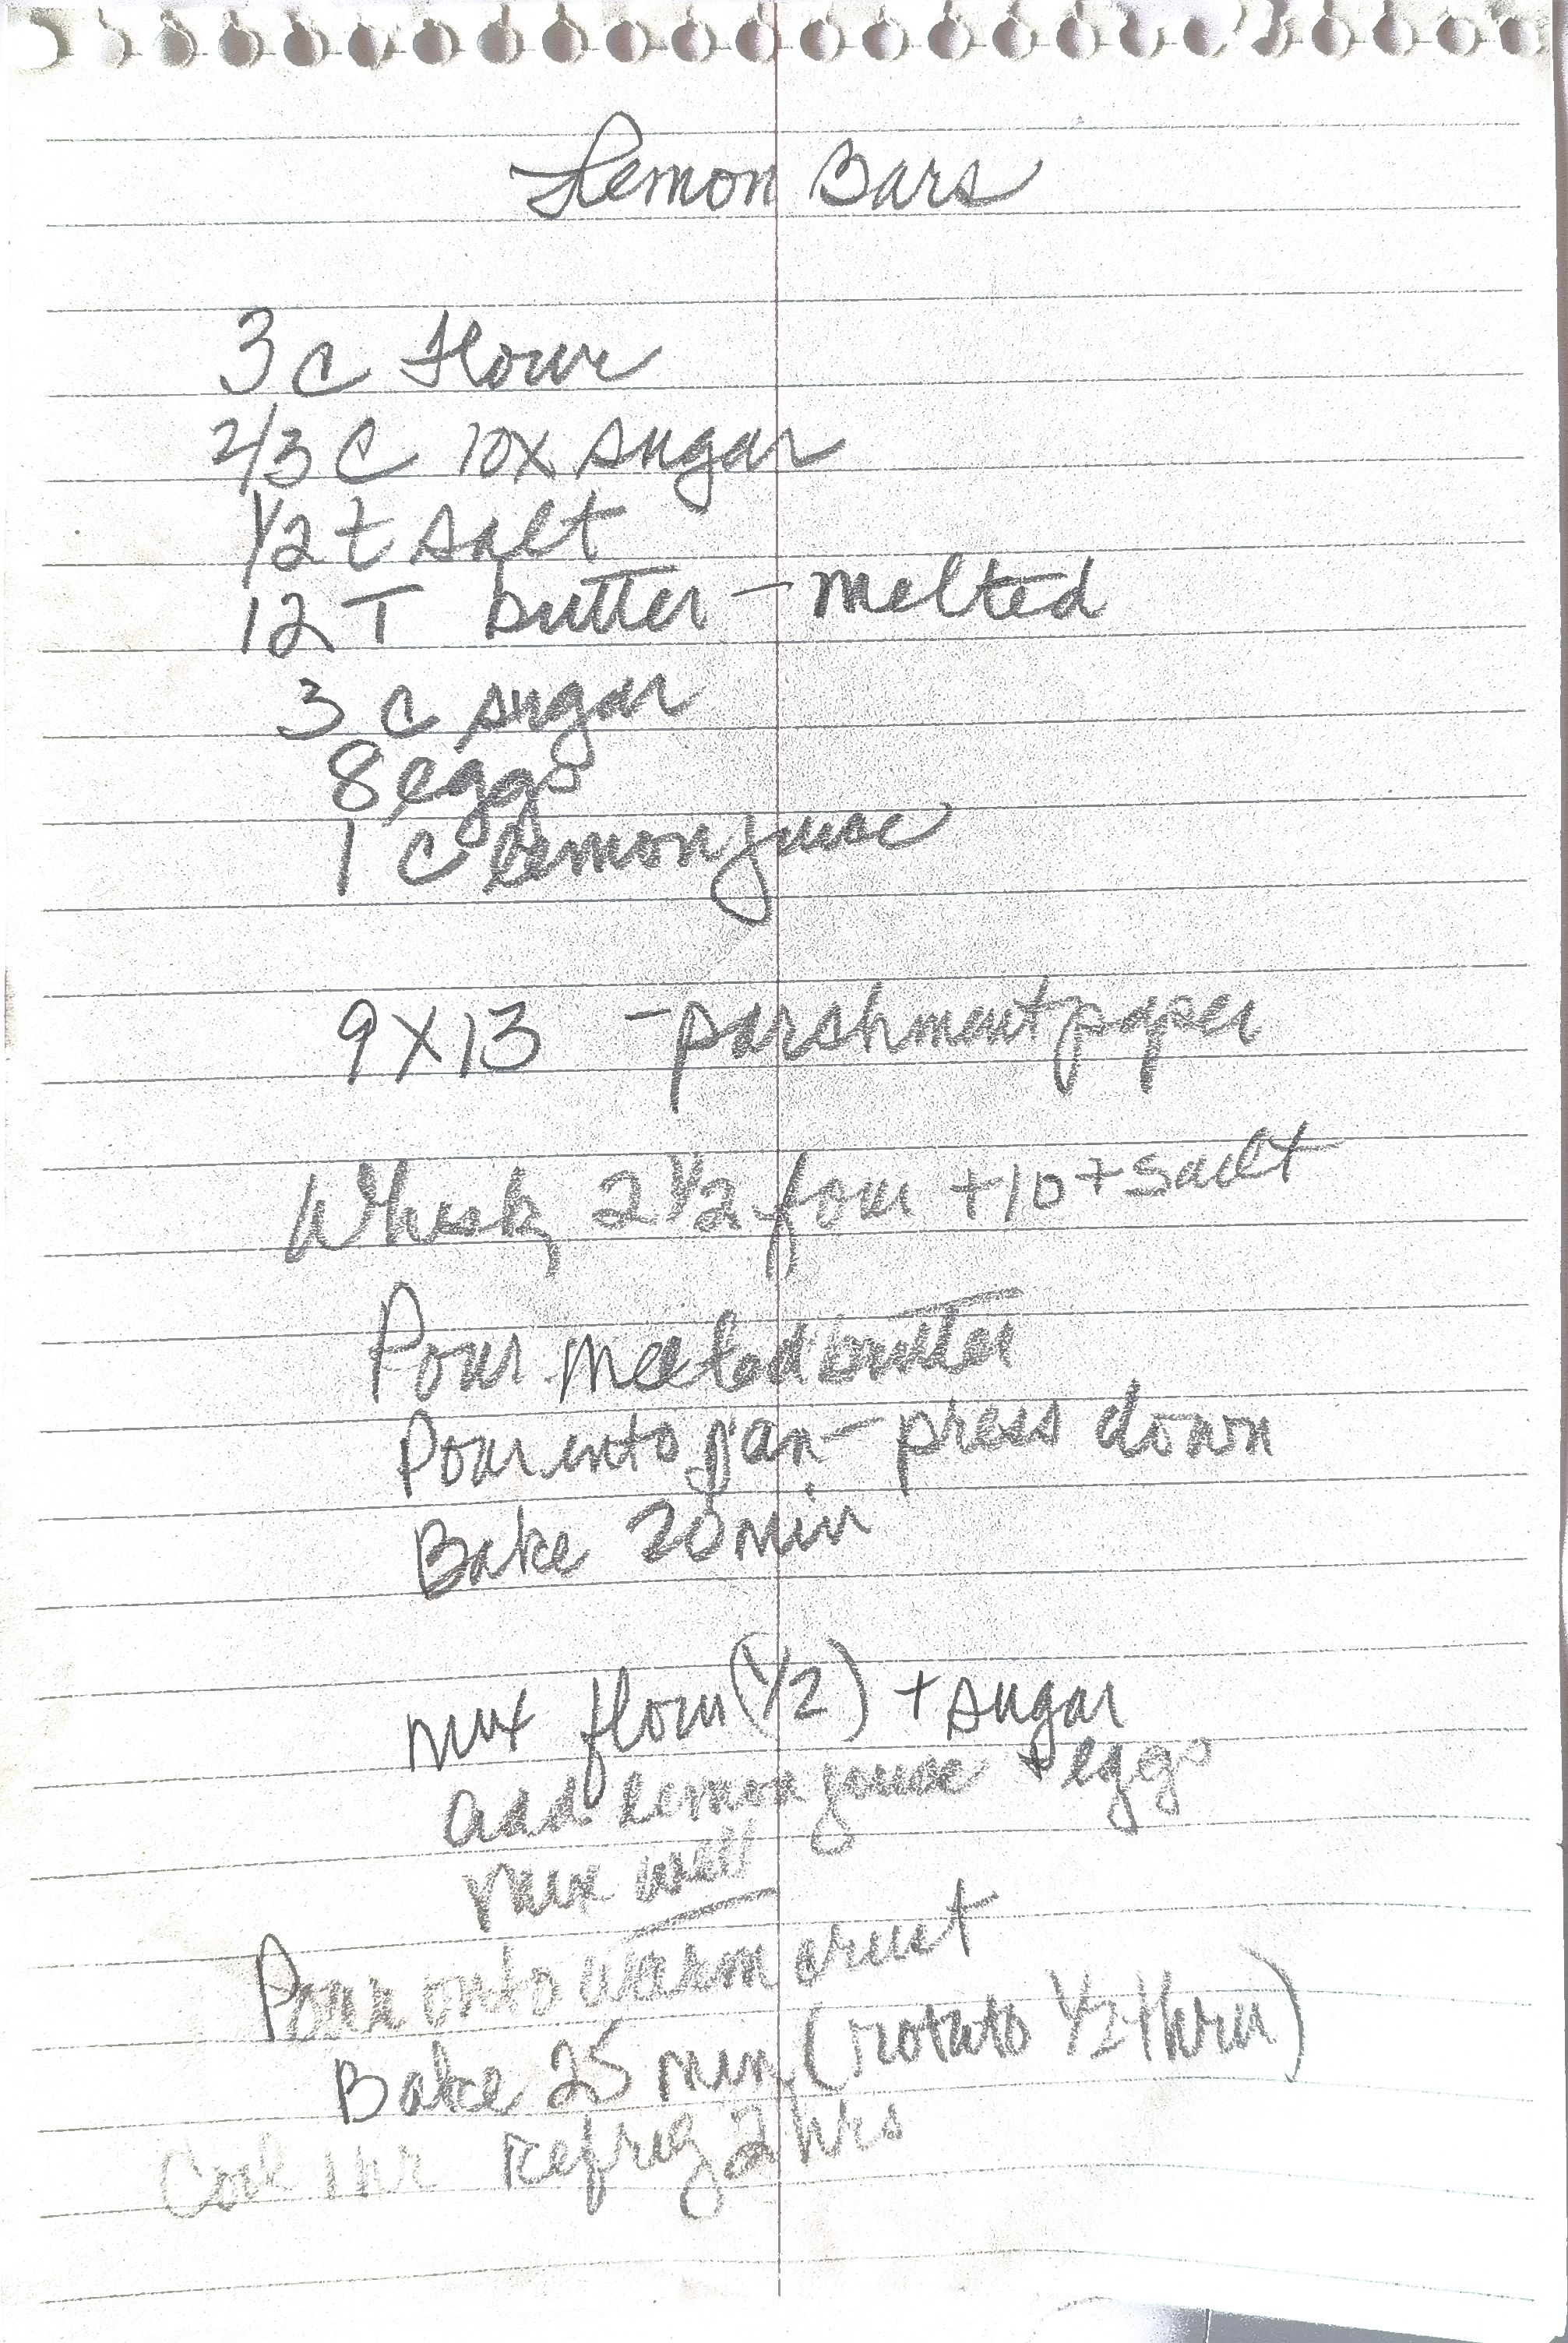 Lemon Bars
3 c flour
2/3 C 10x sugar
1/2 t salt
12 T butter - melted
3 c sugar
8 eggs
1 c lemon juise
9 X 13 - parshment paper
Whisk 2 1/2 flour + 10 + salt
Pour melted butter
Pour into pan - press down
Bake 20 min
Mix flour (1/2) + sugar
add lemon jouse + eggs
Mix well
Pour onto warm crust
Bake 25 min (rotate 1/2 thru)
Cool 1 hr Refrig 2 hrs